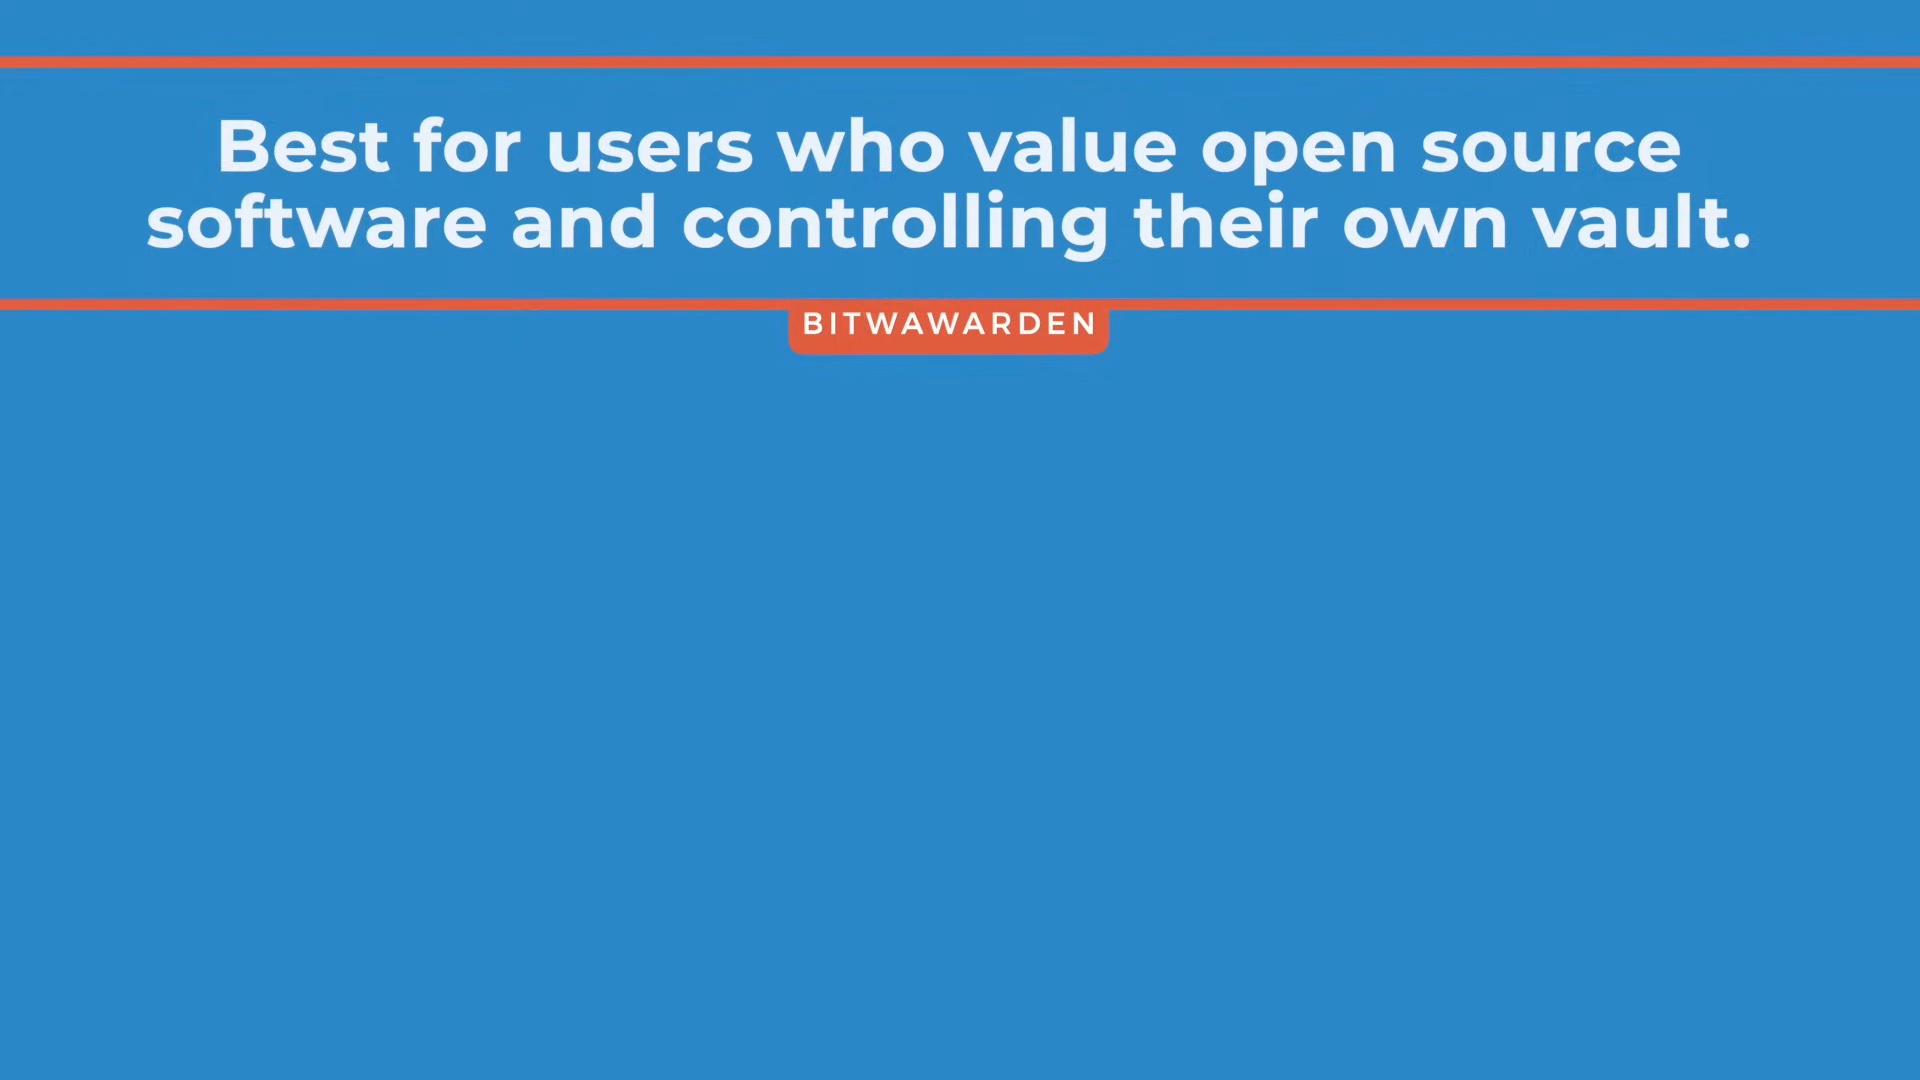 Best for users who value open source
software and controlling their own vault.
BITWAWARDEN